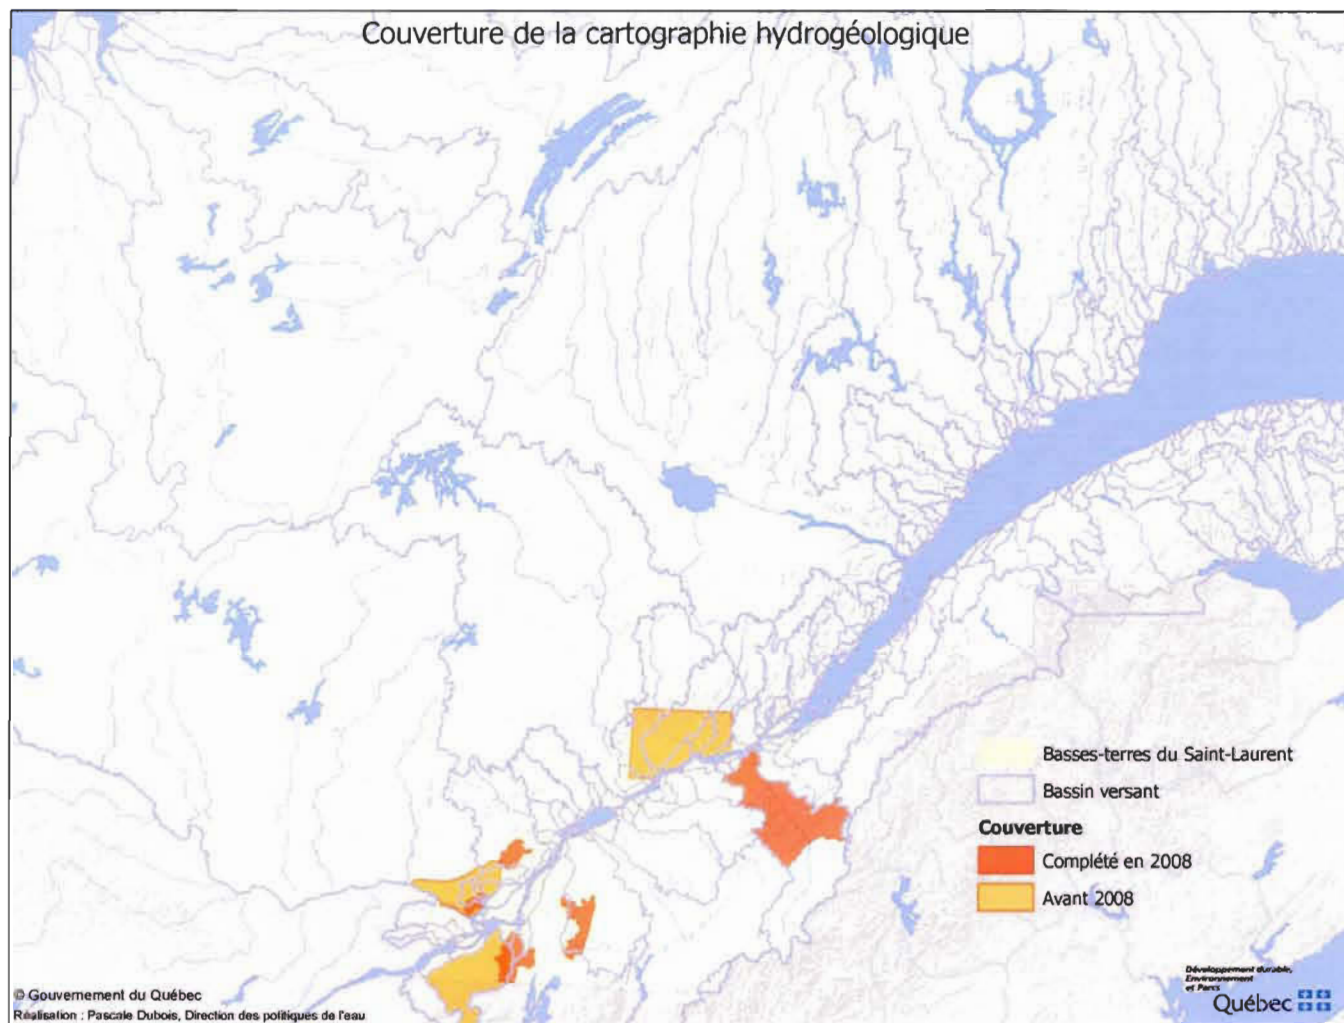 Couverture de la cartographie hydrogéologique
Basses-terres du Saint-Laurent
Bassin versant
Couverture
Complété en 2008
Avant 2008
© Gouvernement du Québec
Réalisation : Pascale Dubois, Direction des politiques de l'eau
Développement durable,
Environnement
et Parcs
Québec